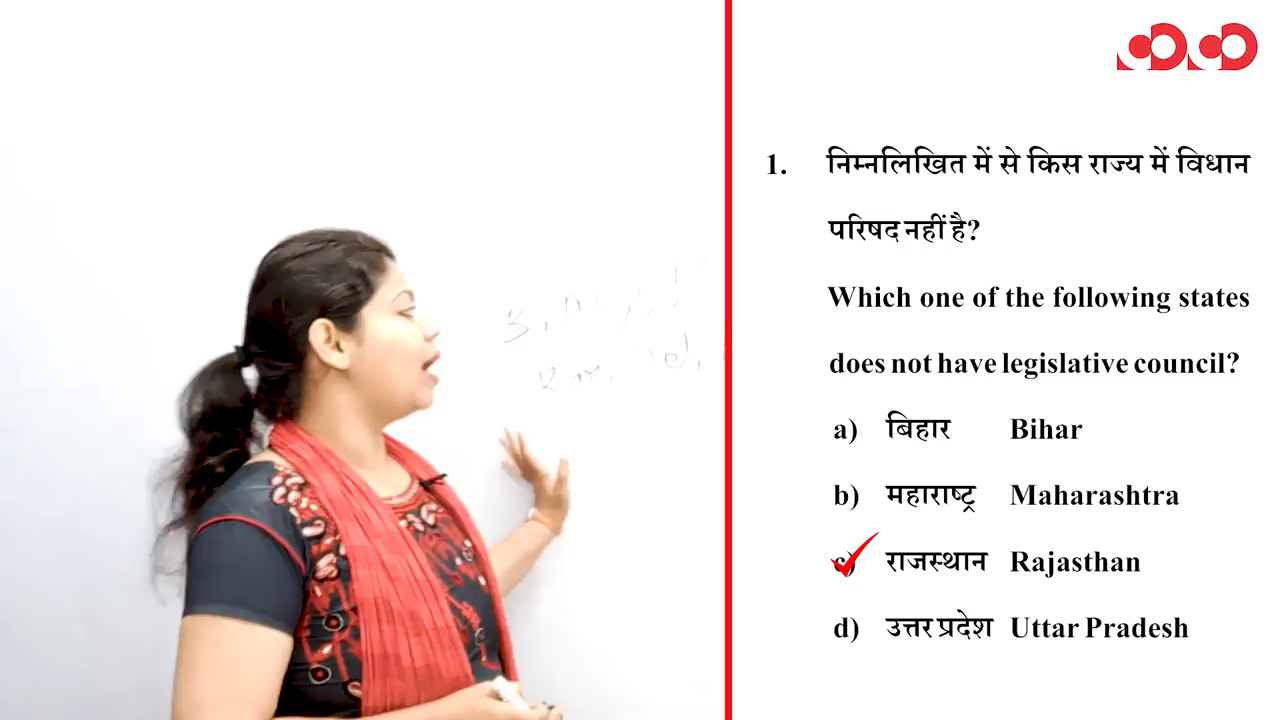 1. निम्नलिखित में से किस राज्य में विधान
परिषद नहीं है?
Which one of the following states
does not have legislative council?
a) बिहार Bihar
b) महाराष्ट्र Maharashtra
c) राजस्थान Rajasthan
d) उत्तर प्रदेश Uttar Pradesh